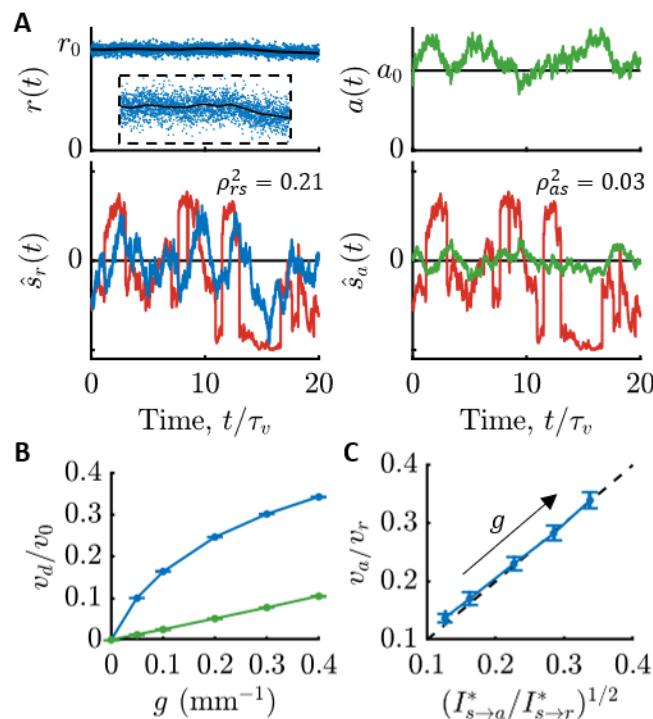 A
r(t)
r₀
0
a(t)
a₀
0
ŝᵣ(t)
0
ρ²ᵣₛ = 0.21
0 10 20
Time, t/τᵥ
ŝₐ(t)
0
ρ²ₐₛ = 0.03
0 10 20
Time, t/τᵥ
B
v_d/v₀
0.4
0.3
0.2
0.1
0
0 0.1 0.2 0.3 0.4
g (mm⁻¹)
C
vₐ/vᵣ
0.4
0.3
0.2
0.1
g
0.1 0.2 0.3 0.4
(I*ₛ→ₐ/I*ₛ→ᵣ)^{1/2}